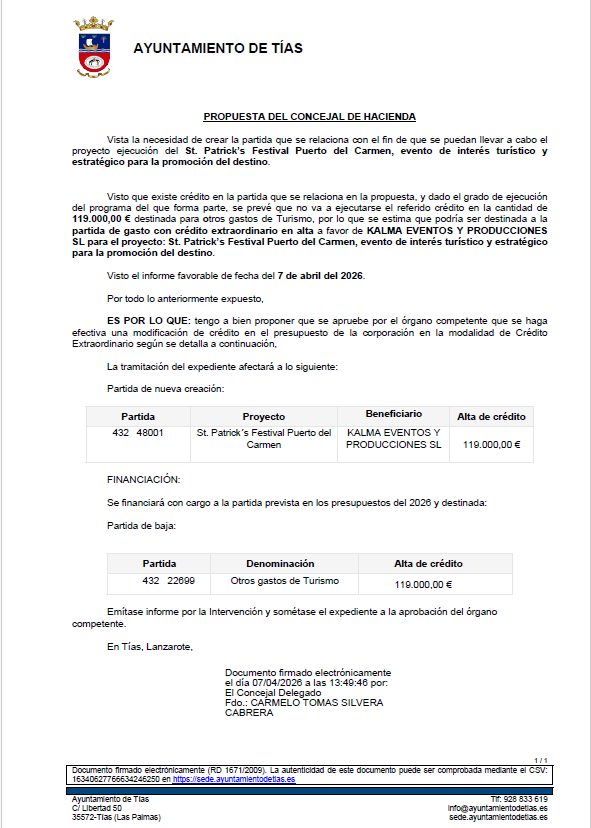 AYUNTAMIENTO DE TÍAS
PROPUESTA DEL CONCEJAL DE HACIENDA
Vista la necesidad de crear la partida que se relaciona con el fin de que se puedan llevar a cabo el
proyecto ejecución del St. Patrick's Festival Puerto del Carmen, evento de interés turístico y
estratégico para la promoción del destino.
Visto que existe crédito en la partida que se relaciona en la propuesta, y dado el grado de ejecución
del programa del que forma parte, se prevé que no va a ejecutarse el referido crédito en la cantidad de
119.000,00 € destinada para otros gastos de Turismo, por lo que se estima que podría ser destinada a la
partida de gasto con crédito extraordinario en alta a favor de KALMA EVENTOS Y PRODUCCIONES
SL para el proyecto: St. Patrick's Festival Puerto del Carmen, evento de interés turístico y estratégico
para la promoción del destino.
Visto el informe favorable de fecha del 7 de abril del 2026.
Por todo lo anteriormente expuesto,
ES POR LO QUE: tengo a bien proponer que se apruebe por el órgano competente que se haga
efectiva una modificación de crédito en el presupuesto de la corporación en la modalidad de Crédito
Extraordinario según se detalla a continuación,
La tramitación del expediente afectará a lo siguiente:
Partida de nueva creación:
Partida Proyecto Beneficiario Alta de crédito
432 48001 St. Patrick´s Festival Puerto del KALMA EVENTOS Y
Carmen PRODUCCIONES SL 119.000,00 €
FINANCIACIÓN:
Se financiará con cargo a la partida prevista en los presupuestos del 2026 y destinada:
Partida de baja:
Partida Denominación Alta de crédito
432 22699 Otros gastos de Turismo 119.000,00 €
Emítase informe por la Intervención y sométase el expediente a la aprobación del órgano
competente.
En Tías, Lanzarote,
Documento firmado electrónicamente
el día 07/04/2026 a las 13:49:46 por:
El Concejal Delegado
Fdo.: CARMELO TOMAS SILVERA
CABRERA
1 / 1
Documento firmado electrónicamente (RD 1671/2009). La autenticidad de este documento puede ser comprobada mediante el CSV:
16340627766634246250 en https://sede.ayuntamientodetias.es
Ayuntamiento de Tías Tlf: 928 833 619
C/ Libertad 50 info@ayuntamientodetias.es
35572-Tías (Las Palmas) sede.ayuntamientodetias.es